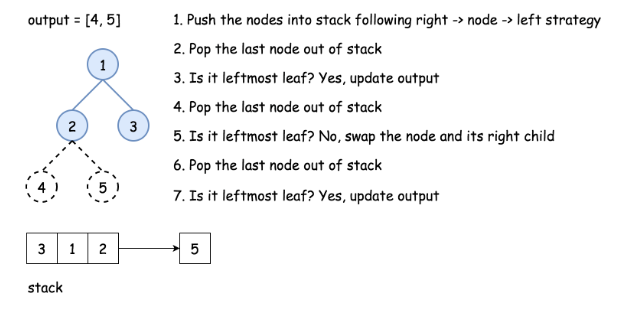 output = [4, 5]
1. Push the nodes into stack following right -> node -> left strategy
2. Pop the last node out of stack
3. Is it leftmost leaf? Yes, update output
4. Pop the last node out of stack
5. Is it leftmost leaf? No, swap the node and its right child
6. Pop the last node out of stack
7. Is it leftmost leaf? Yes, update output
1
2 3
4 5
3 1 2 5
stack